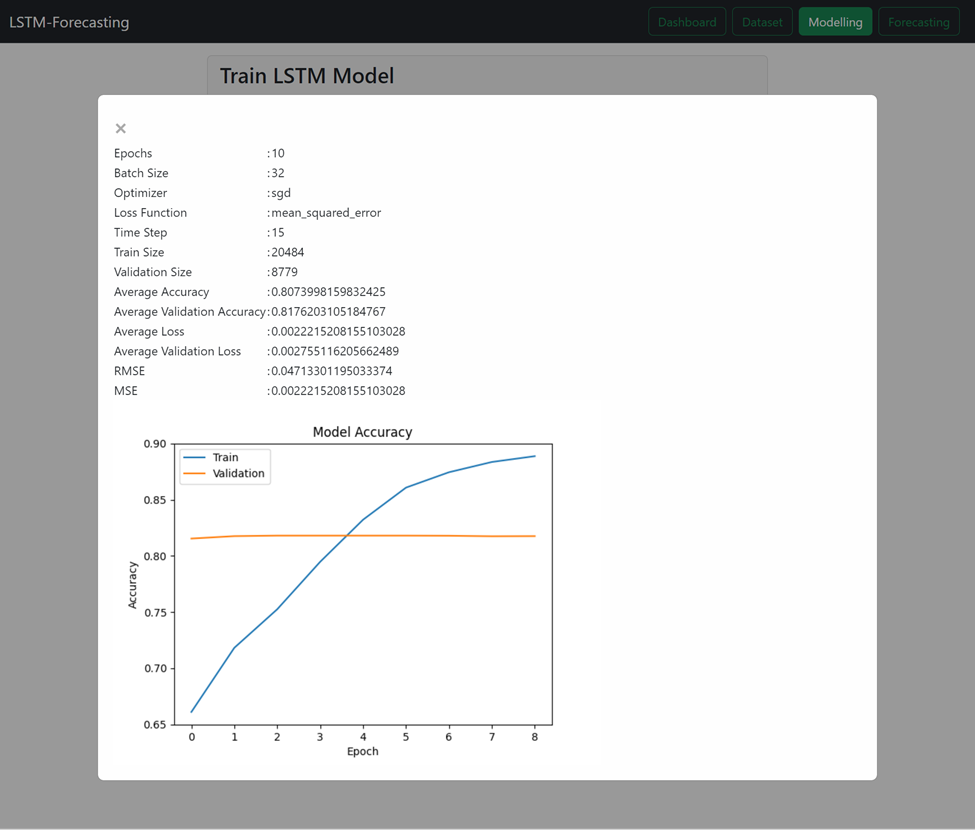 LSTM-Forecasting Dashboard Dataset Modelling Forecasting
Train LSTM Model
×
Epochs :10
Batch Size :32
Optimizer :sgd
Loss Function :mean_squared_error
Time Step :15
Train Size :20484
Validation Size :8779
Average Accuracy :0.8073998159832425
Average Validation Accuracy:0.8176203105184767
Average Loss :0.0022215208155103028
Average Validation Loss :0.002755116205662489
RMSE :0.04713301195033374
MSE :0.0022215208155103028
Model Accuracy
Train
Validation
0.90
0.85
0.80
0.75
0.70
0.65
Accuracy
0 1 2 3 4 5 6 7 8
Epoch